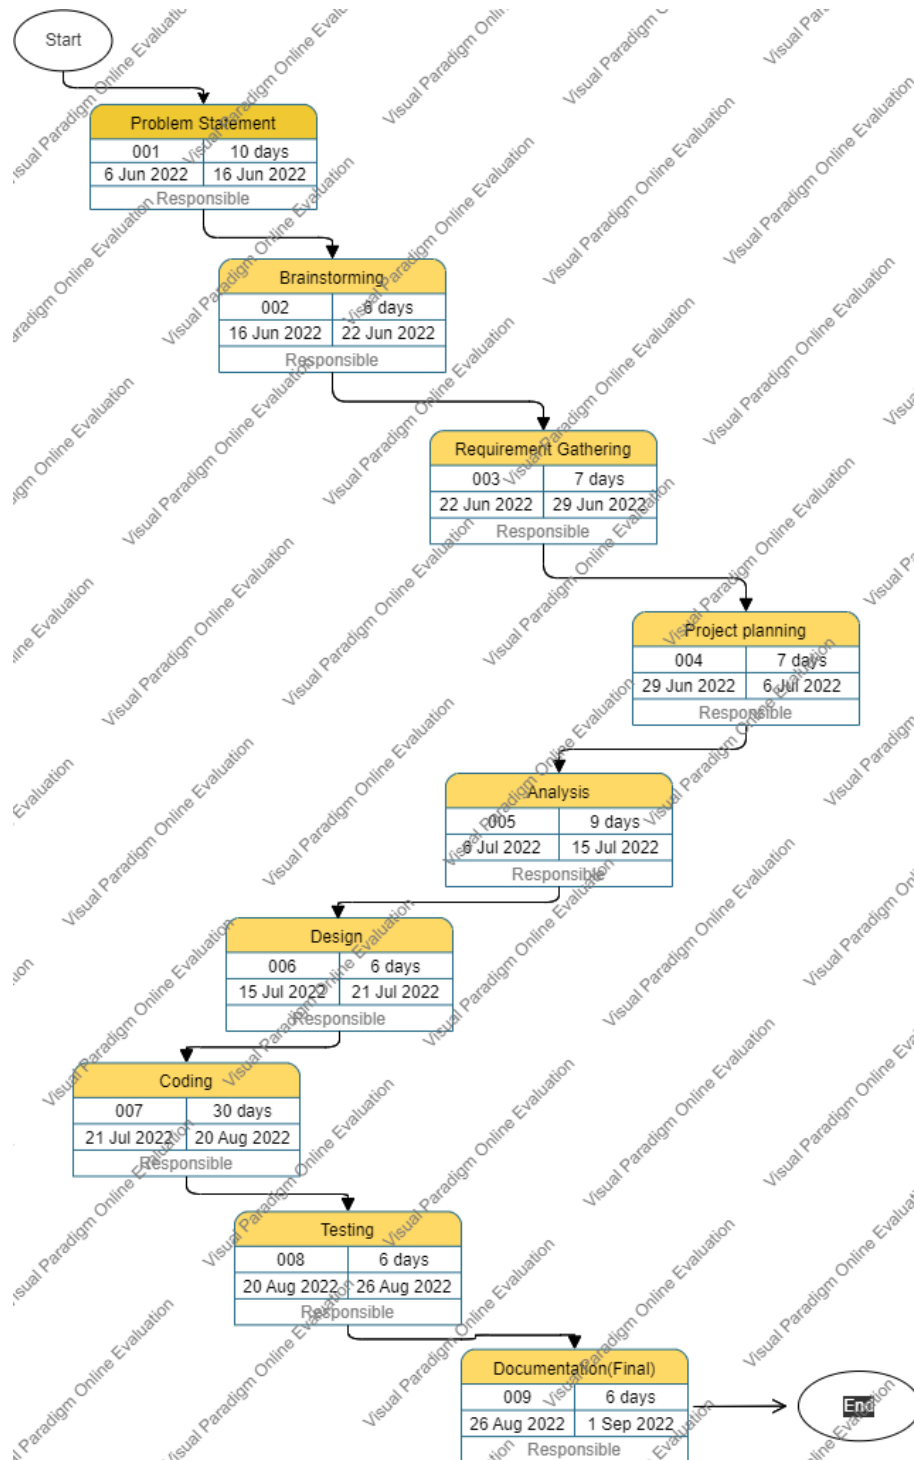 Start
Problem Statement
001 10 days
6 Jun 2022 16 Jun 2022
Responsible
Brainstorming
002 6 days
16 Jun 2022 22 Jun 2022
Responsible
Requirement Gathering
003 7 days
22 Jun 2022 29 Jun 2022
Responsible
Project planning
004 7 days
29 Jun 2022 6 Jul 2022
Responsible
Analysis
005 9 days
6 Jul 2022 15 Jul 2022
Responsible
Design
006 6 days
15 Jul 2022 21 Jul 2022
Responsible
Coding
007 30 days
21 Jul 2022 20 Aug 2022
Responsible
Testing
008 6 days
20 Aug 2022 26 Aug 2022
Responsible
Documentation(Final)
009 6 days
26 Aug 2022 1 Sep 2022
Responsible
End
Visual Paradigm Online Evaluation